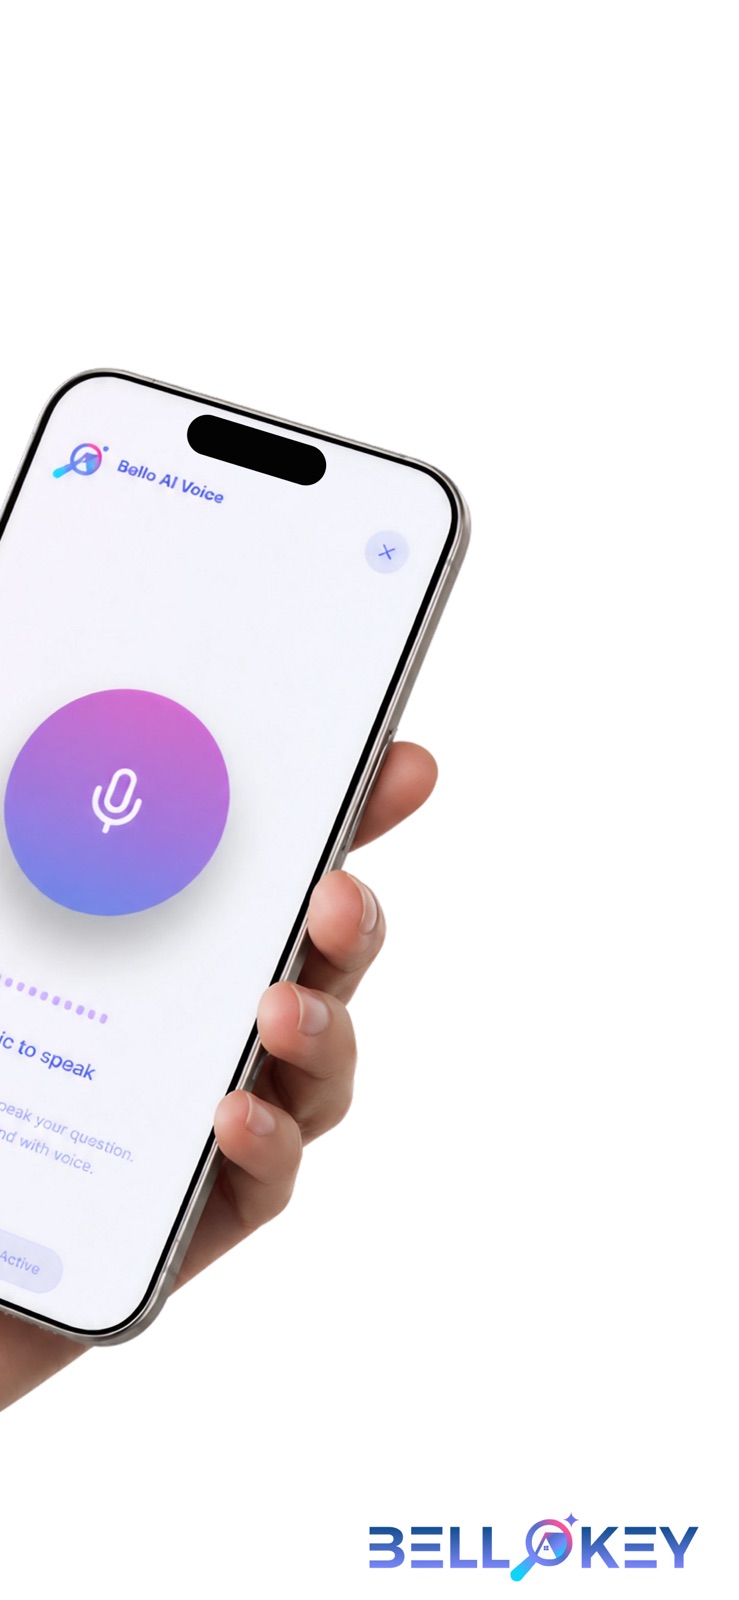 Bello AI Voice
ic to speak
peak your question.
nd with voice.
Active
BELLOKEY